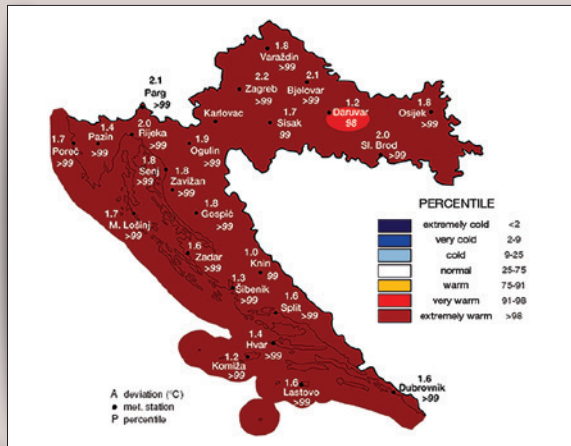 1.8
Varaždin
>99
2.1
Parg
>99
2.2
Zagreb
>99
2.1
Bjelovar
>99
1.2
Daruvar
98
1.8
Osijek
>99
Karlovac
1.7
Sisak
99
2.0
Sl. Brod
>99
1.7
Poreč
>99
1.4
Pazin
>99
2.0
Rijeka
>99
1.9
Ogulin
>99
1.8
Senj
>99
1.8
Zavižan
>99
1.7
M. Lošinj
>99
1.8
Gospić
>99
1.6
Zadar
>99
1.0
Knin
99
1.3
Šibenik
>99
1.6
Split
>99
1.4
Hvar
>99
1.2
Komiža
>99
1.6
Lastovo
>99
1.6
Dubrovnik
>99
PERCENTILE
extremely cold <2
very cold 2-9
cold 9-25
normal 25-75
warm 75-91
very warm 91-98
extremely warm >98
A deviation (°C)
• met. station
P percentile